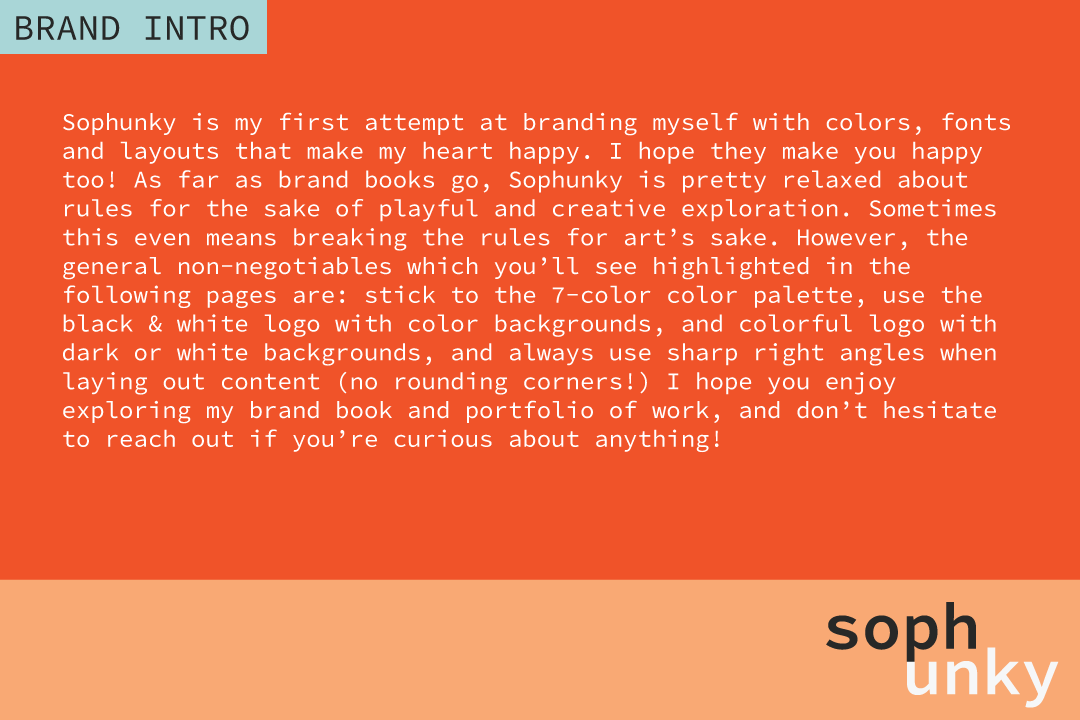 BRAND INTRO
Sophunky is my first attempt at branding myself with colors, fonts
and layouts that make my heart happy. I hope they make you happy
too! As far as brand books go, Sophunky is pretty relaxed about
rules for the sake of playful and creative exploration. Sometimes
this even means breaking the rules for art’s sake. However, the
general non-negotiables which you’ll see highlighted in the
following pages are: stick to the 7-color color palette, use the
black & white logo with color backgrounds, and colorful logo with
dark or white backgrounds, and always use sharp right angles when
laying out content (no rounding corners!) I hope you enjoy
exploring my brand book and portfolio of work, and don’t hesitate
to reach out if you’re curious about anything!
soph
unky